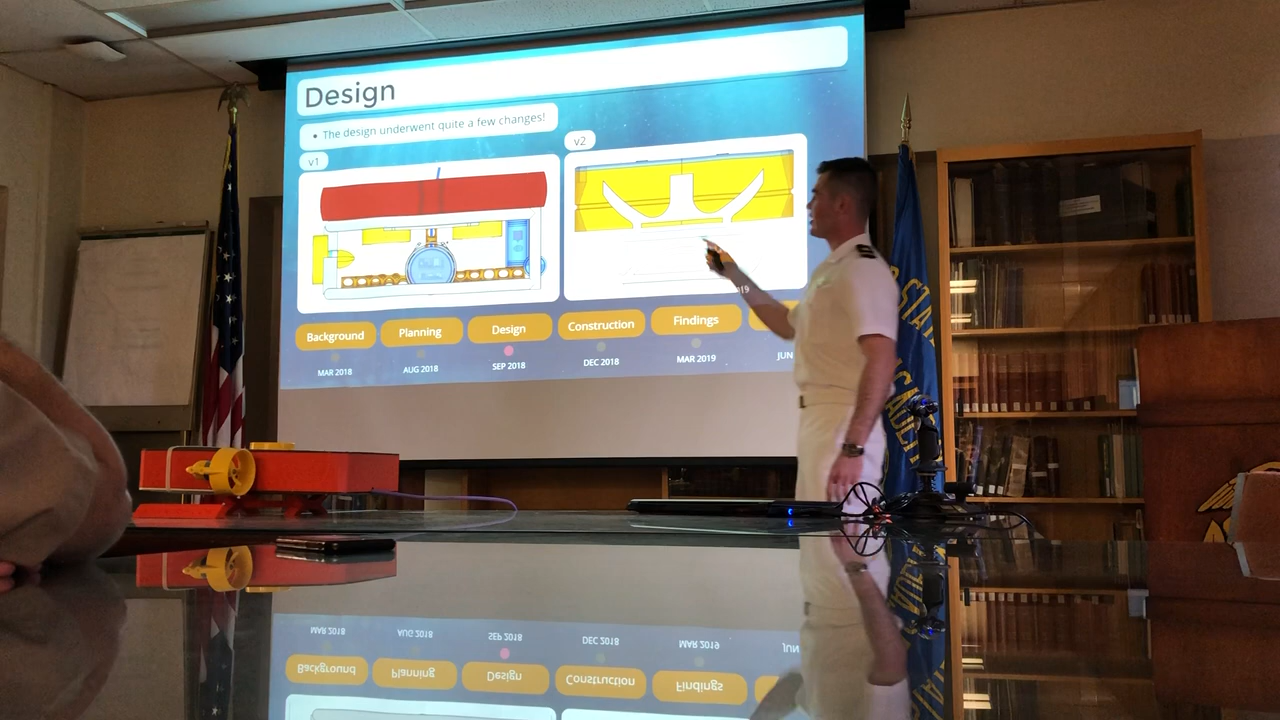 Design
• The design underwent quite a few changes!
v1
v2
Background
Planning
Design
Construction
Findings
MAR 2018
AUG 2018
SEP 2018
DEC 2018
MAR 2019
JUN